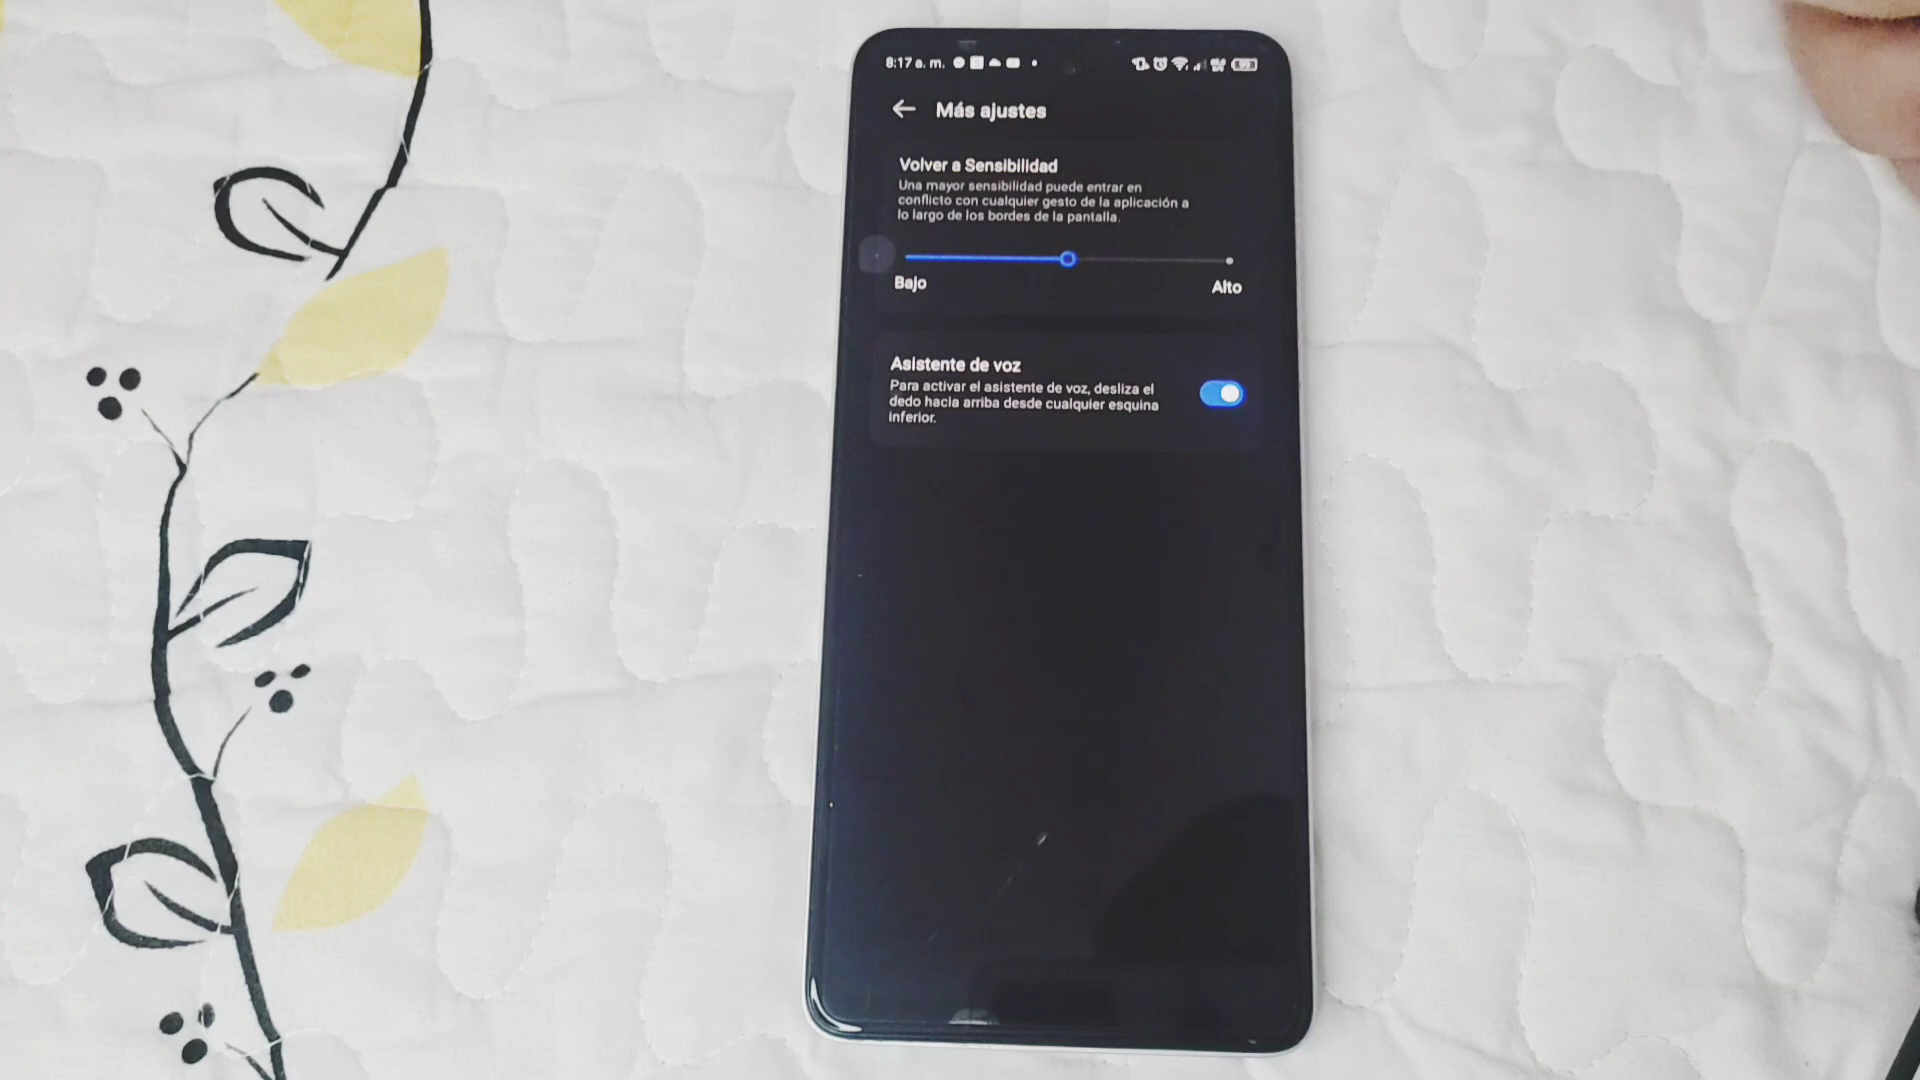 8:17 a. m.
Más ajustes
Volver a Sensibilidad
Una mayor sensibilidad puede entrar en
conflicto con cualquier gesto de la aplicación a
lo largo de los bordes de la pantalla.
Bajo
Alto
Asistente de voz
Para activar el asistente de voz, desliza el
dedo hacia arriba desde cualquier esquina
inferior.